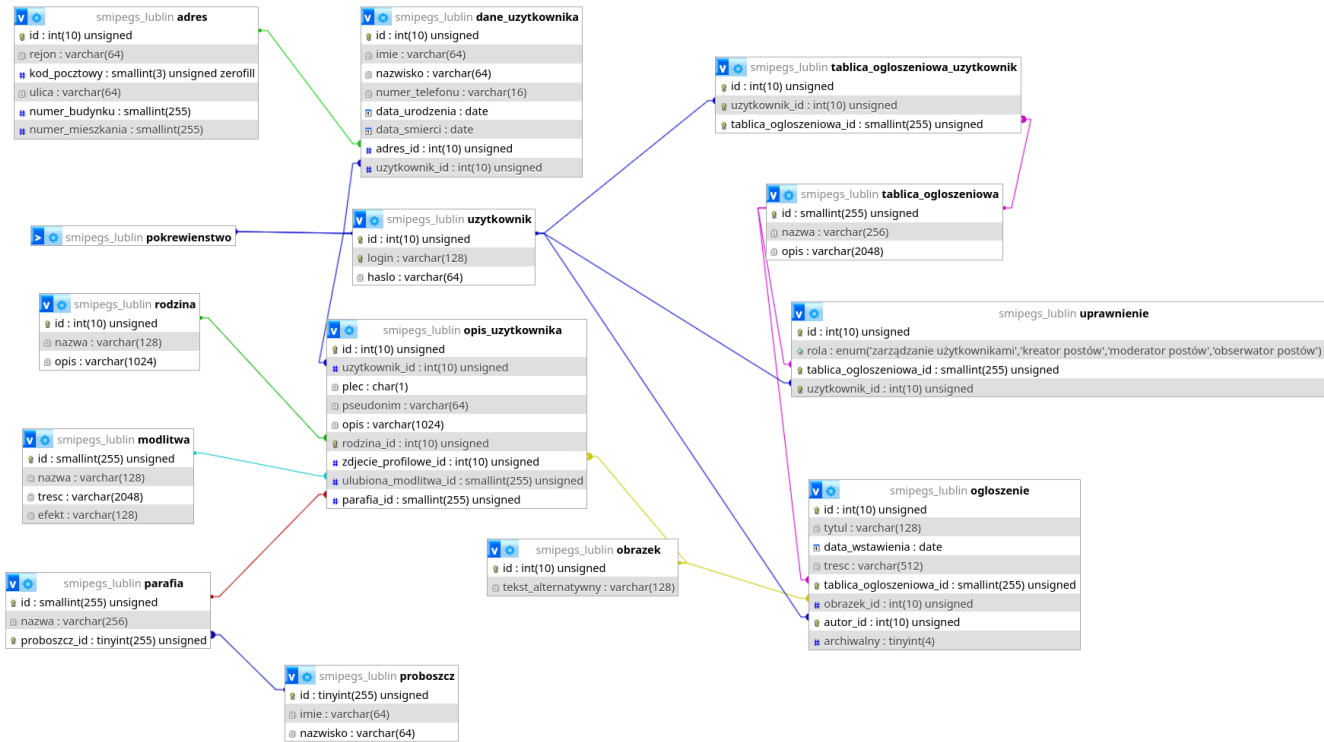 smipegs_lublin adres
id : int(10) unsigned
rejon : varchar(64)
kod_pocztowy : smallint(3) unsigned zerofill
ulica : varchar(64)
numer_budynku : smallint(255)
numer_mieszkania : smallint(255)
smipegs_lublin dane_uzytkownika
id : int(10) unsigned
imie : varchar(64)
nazwisko : varchar(64)
numer_telefonu : varchar(16)
data_urodzenia : date
data_smierci : date
adres_id : int(10) unsigned
uzytkownik_id : int(10) unsigned
smipegs_lublin tablica_ogloszeniowa_uzytkownik
id : int(10) unsigned
uzytkownik_id : int(10) unsigned
tablica_ogloszeniowa_id : smallint(255) unsigned
smipegs_lublin tablica_ogloszeniowa
id : smallint(255) unsigned
nazwa : varchar(256)
opis : varchar(2048)
smipegs_lublin pokrewienstwo
smipegs_lublin uzytkownik
id : int(10) unsigned
login : varchar(128)
haslo : varchar(64)
smipegs_lublin rodzina
id : int(10) unsigned
nazwa : varchar(128)
opis : varchar(1024)
smipegs_lublin opis_uzytkownika
id : int(10) unsigned
uzytkownik_id : int(10) unsigned
plec : char(1)
pseudonim : varchar(64)
opis : varchar(1024)
rodzina_id : int(10) unsigned
zdjecie_profilowe_id : int(10) unsigned
ulubiona_modlitwa_id : smallint(255) unsigned
parafia_id : smallint(255) unsigned
smipegs_lublin uprawnienie
id : int(10) unsigned
rola : enum('zarządzanie użytkownikami','kreator postów','moderator postów','obserwator postów')
tablica_ogloszeniowa_id : smallint(255) unsigned
uzytkownik_id : int(10) unsigned
smipegs_lublin modlitwa
id : smallint(255) unsigned
nazwa : varchar(128)
tresc : varchar(2048)
efekt : varchar(128)
smipegs_lublin obrazek
id : int(10) unsigned
tekst_alternatywny : varchar(128)
smipegs_lublin ogloszenie
id : int(10) unsigned
tytul : varchar(128)
data_wstawienia : date
tresc : varchar(512)
tablica_ogloszeniowa_id : smallint(255) unsigned
obrazek_id : int(10) unsigned
autor_id : int(10) unsigned
archiwalny : tinyint(4)
smipegs_lublin parafia
id : smallint(255) unsigned
nazwa : varchar(256)
proboszcz_id : tinyint(255) unsigned
smipegs_lublin proboszcz
id : tinyint(255) unsigned
imie : varchar(64)
nazwisko : varchar(64)